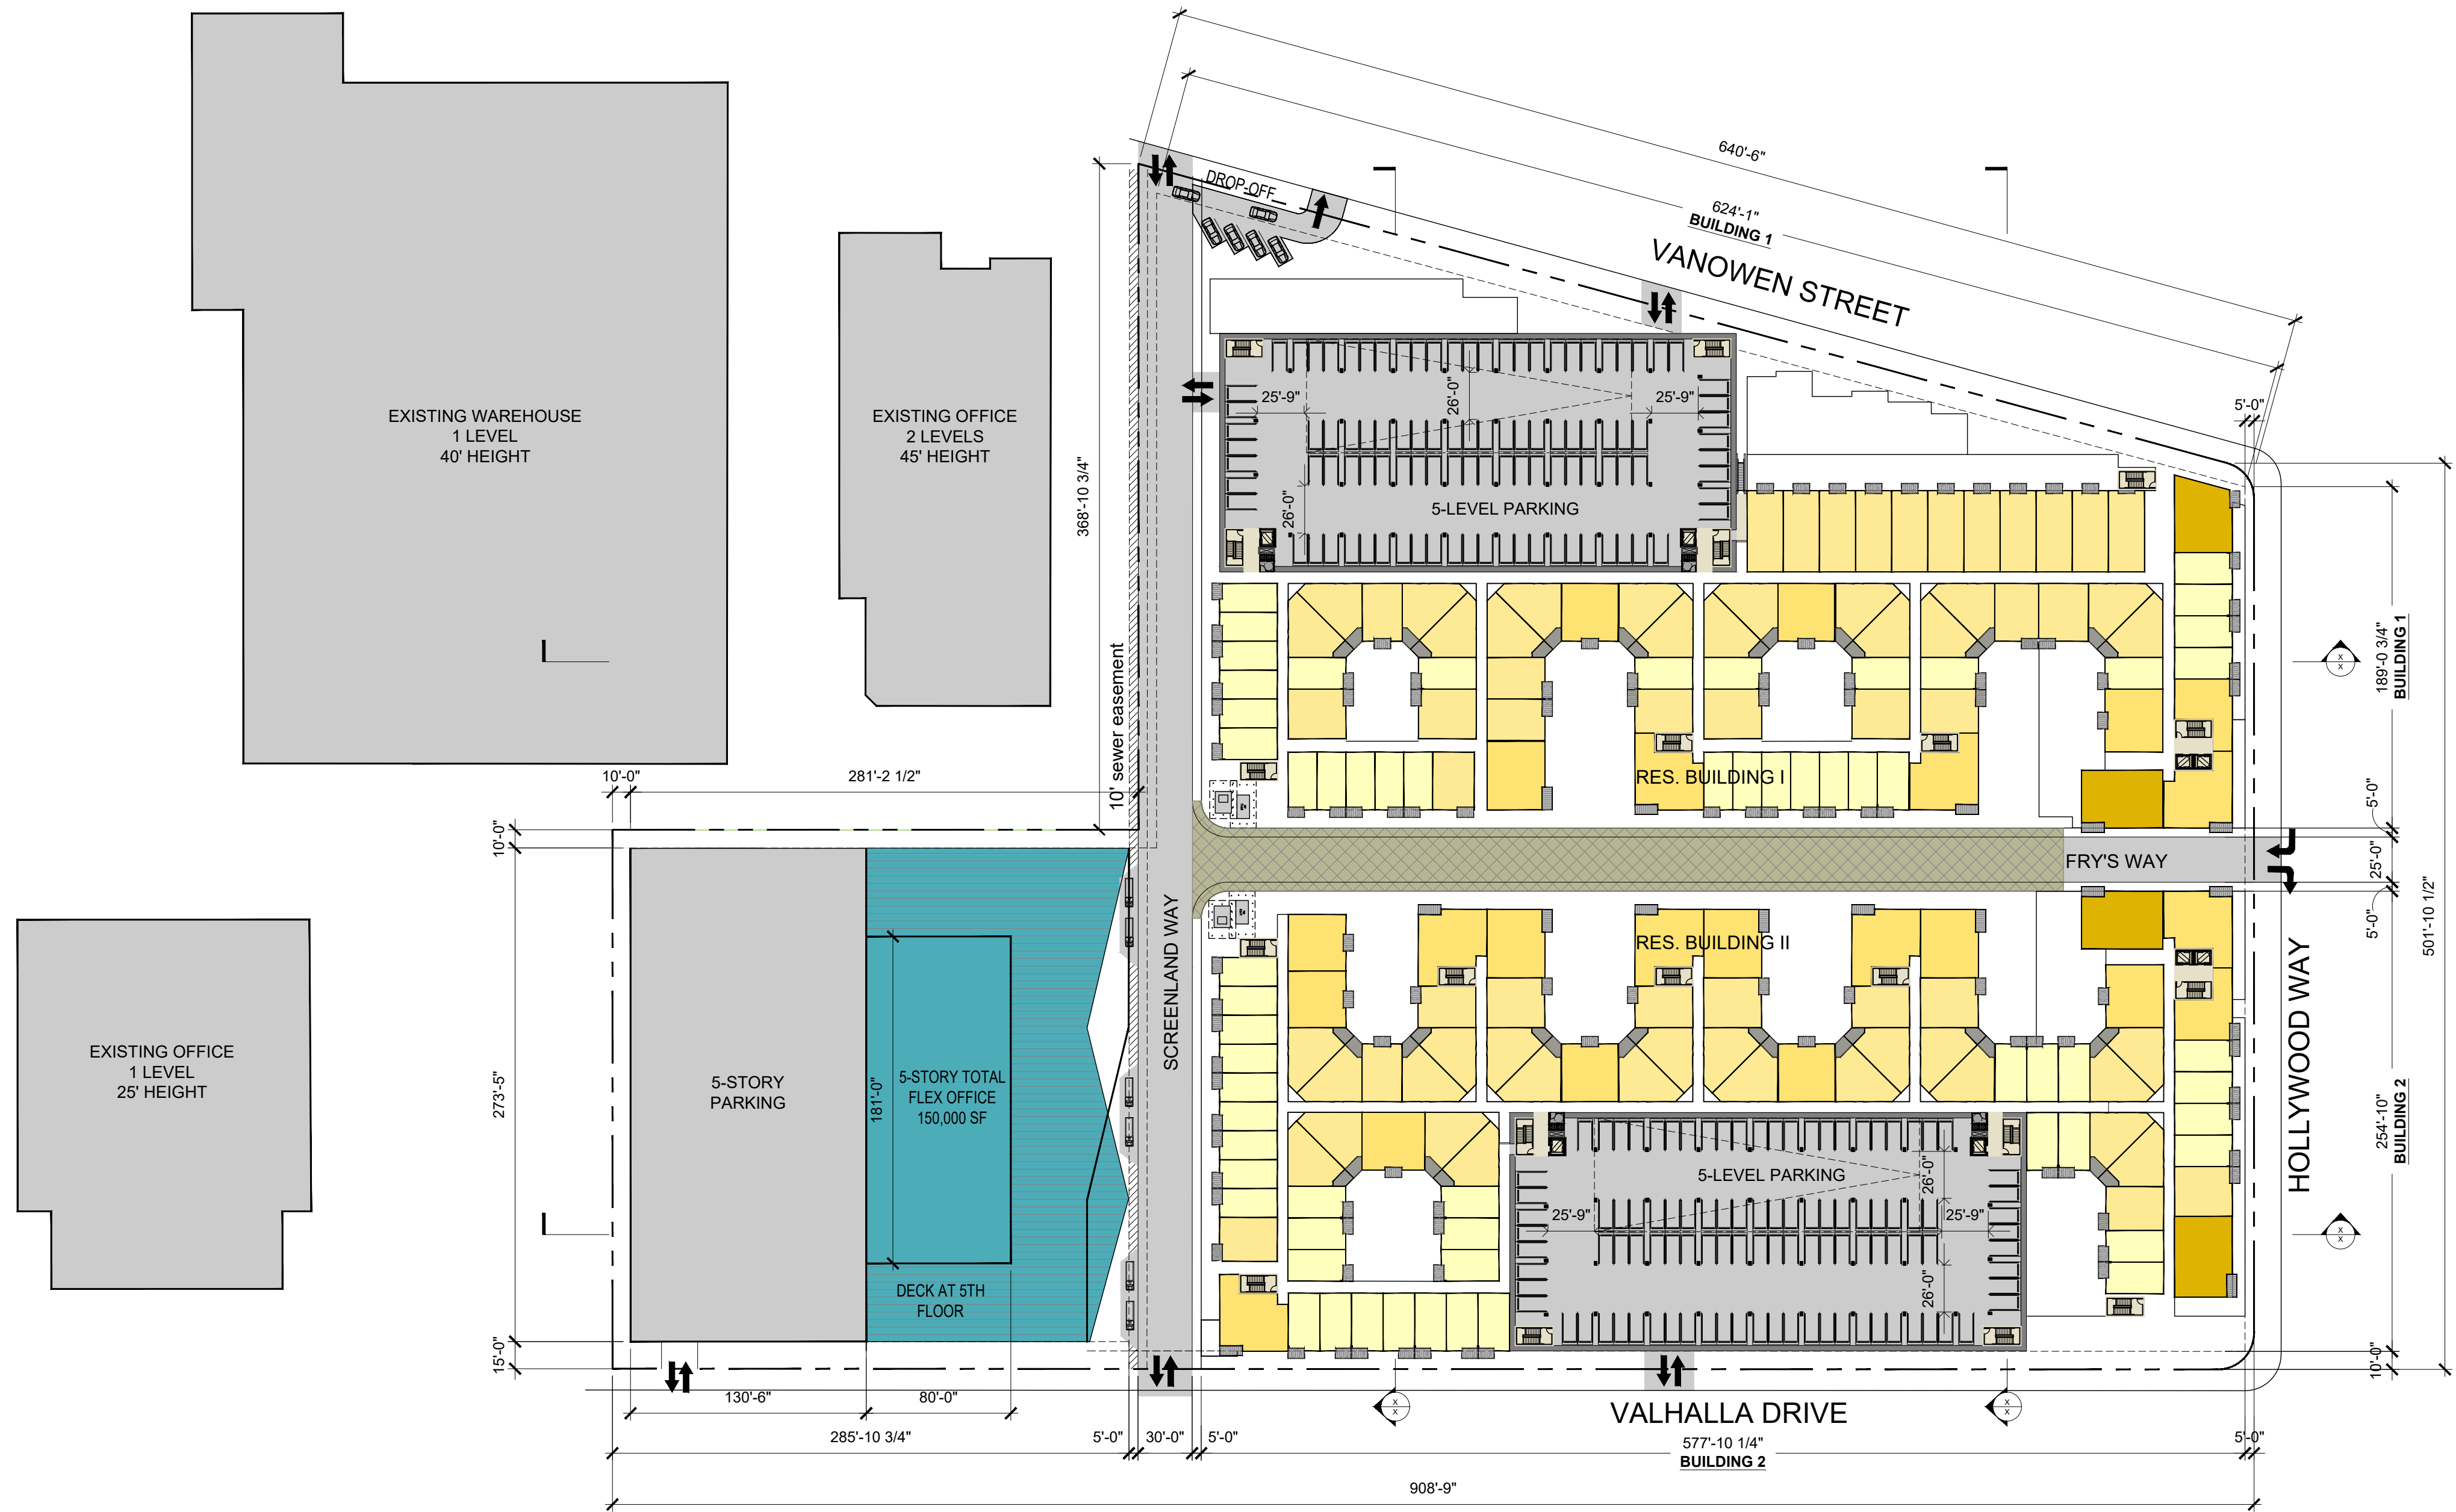 640'-6"
DROP-OFF
624'-1"
BUILDING 1
VANOWEN STREET
EXISTING WAREHOUSE
1 LEVEL
40' HEIGHT
EXISTING OFFICE
2 LEVELS
45' HEIGHT
368'-10 3/4"
25'-9"
26'-0"
25'-9"
5'-0"
26'-0"
5-LEVEL PARKING
10' sewer easement
189'-0 3/4"
BUILDING 1
X
X
10'-0"
281'-2 1/2"
RES. BUILDING I
5'-0"
10'-0"
FRY'S WAY
25'-0"
5'-0"
501'-10 1/2"
RES. BUILDING II
SCREENLAND WAY
HOLLYWOOD WAY
EXISTING OFFICE
1 LEVEL
25' HEIGHT
273'-5"
5-STORY
PARKING
181'-0"
5-STORY TOTAL
FLEX OFFICE
150,000 SF
254'-10"
BUILDING 2
5-LEVEL PARKING
26'-0"
25'-9"
25'-9"
26'-0"
X
X
DECK AT 5TH
FLOOR
15'-0"
10'-0"
130'-6"
80'-0"
X
X
VALHALLA DRIVE
X
X
285'-10 3/4"
5'-0"
30'-0"
5'-0"
577'-10 1/4"
BUILDING 2
5'-0"
908'-9"